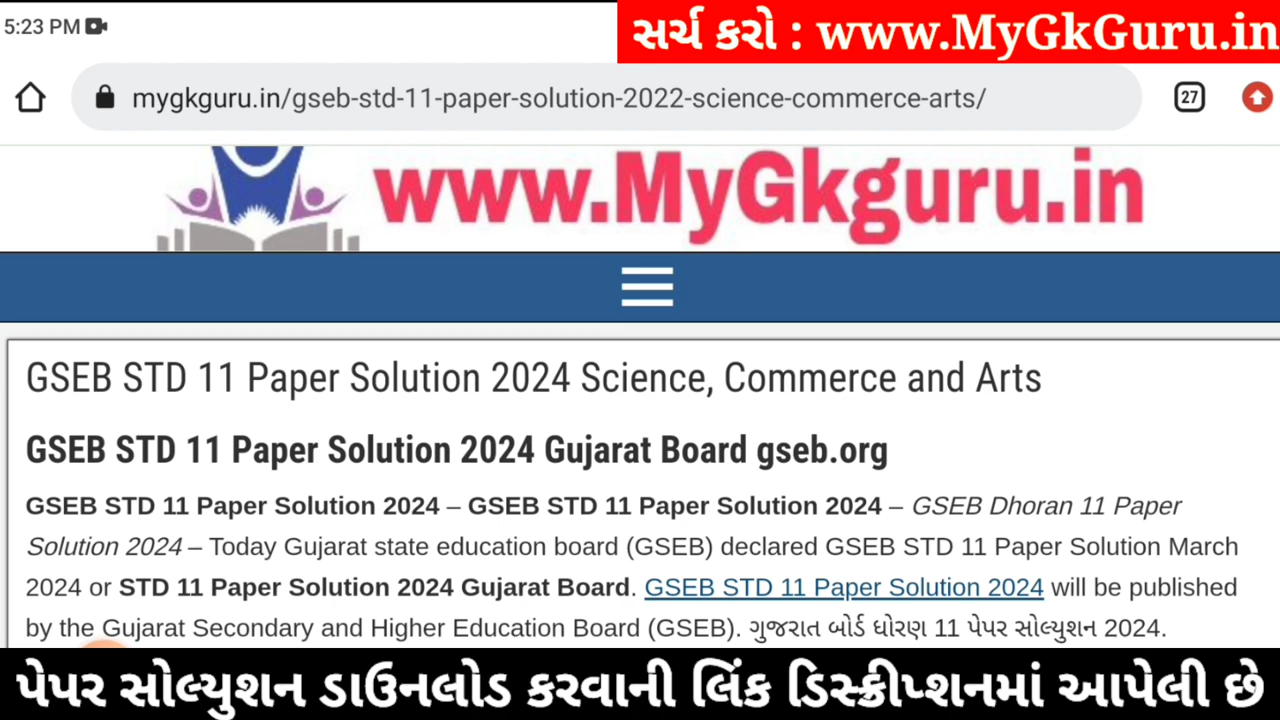 5:23 PM
સર્ચ કરો : www.MyGkGuru.in
mygkguru.in/gseb-std-11-paper-solution-2022-science-commerce-arts/
27
www.MyGkguru.in
GSEB STD 11 Paper Solution 2024 Science, Commerce and Arts
GSEB STD 11 Paper Solution 2024 Gujarat Board gseb.org
GSEB STD 11 Paper Solution 2024 – GSEB STD 11 Paper Solution 2024 – GSEB Dhoran 11 Paper
Solution 2024 – Today Gujarat state education board (GSEB) declared GSEB STD 11 Paper Solution March
2024 or STD 11 Paper Solution 2024 Gujarat Board. GSEB STD 11 Paper Solution 2024 will be published
by the Gujarat Secondary and Higher Education Board (GSEB). ગુજરાત બોર્ડ ધોરણ 11 પેપર સોલ્યુશન 2024.
પેપર સોલ્યુશન ડાઉનલોડ કરવાની લિંક ડિસ્ક્રીપ્શનમાં આપેલી છે